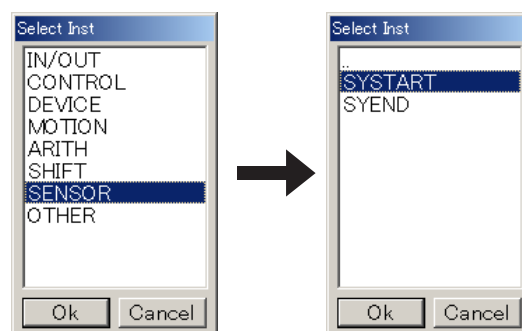 Select Inst
IN/OUT
CONTROL
DEVICE
MOTION
ARITH
SHIFT
SENSOR
OTHER
Ok Cancel
Select Inst
..
SYSTART
SYEND
Ok Cancel